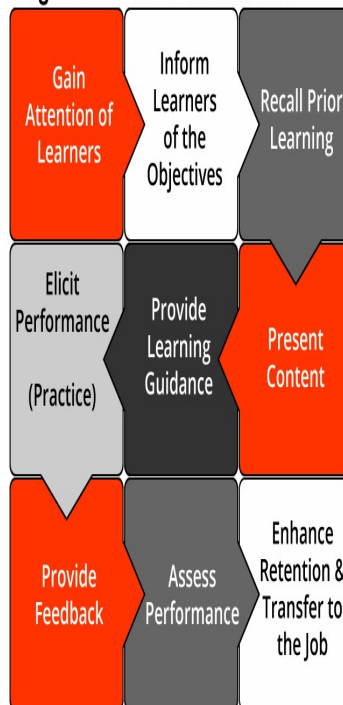 Gain
Attention of
Learners
Inform
Learners
of the
Objectives
Recall Prior
Learning
Elicit
Performance
(Practice)
Provide
Learning
Guidance
Present
Content
Provide
Feedback
Assess
Performance
Enhance
Retention &
Transfer to
the Job